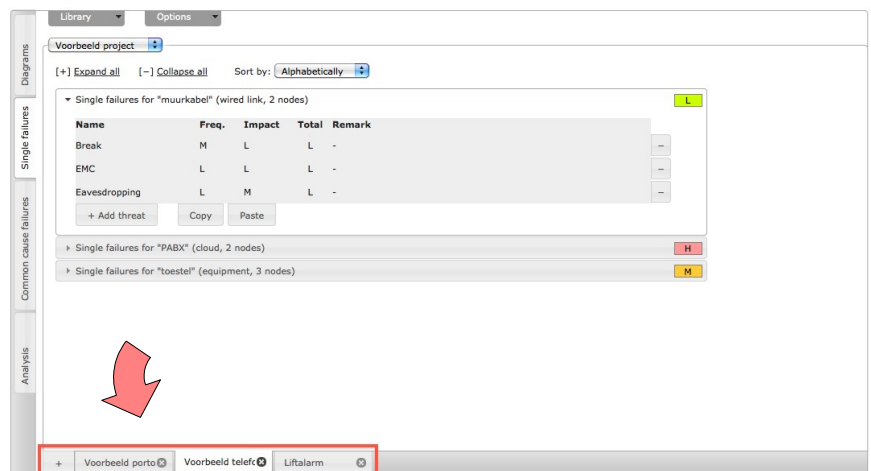 Library Options
Voorbeeld project
[+] Expand all [−] Collapse all Sort by: Alphabetically
Single failures for "muurkabel" (wired link, 2 nodes) L
Name Freq. Impact Total Remark
Break M L L - −
EMC L L L - −
Eavesdropping L M L - −
+ Add threat Copy Paste
Single failures for "PABX" (cloud, 2 nodes) H
Single failures for "toestel" (equipment, 3 nodes) M
Diagrams
Single failures
Common cause failures
Analysis
+ Voorbeeld porto Voorbeeld telefo Liftalarm